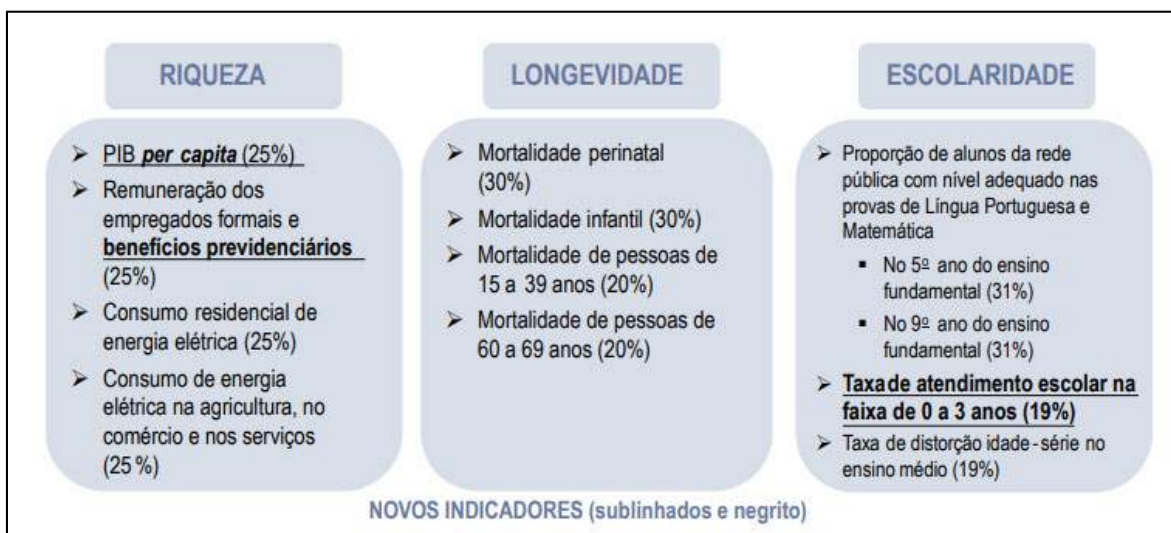 RIQUEZA
➢ PIB per capita (25%)
➢ Remuneração dos
empregados formais e
benefícios previdenciários
(25%)
➢ Consumo residencial de
energia elétrica (25%)
➢ Consumo de energia
elétrica na agricultura, no
comércio e nos serviços
(25 %)
LONGEVIDADE
➢ Mortalidade perinatal
(30%)
➢ Mortalidade infantil (30%)
➢ Mortalidade de pessoas de
15 a 39 anos (20%)
➢ Mortalidade de pessoas de
60 a 69 anos (20%)
ESCOLARIDADE
➢ Proporção de alunos da rede
pública com nível adequado nas
provas de Língua Portuguesa e
Matemática
▪ No 5º ano do ensino
fundamental (31%)
▪ No 9º ano do ensino
fundamental (31%)
➢ Taxa de atendimento escolar na
faixa de 0 a 3 anos (19%)
➢ Taxa de distorção idade-série no
ensino médio (19%)
NOVOS INDICADORES (sublinhados e negrito)